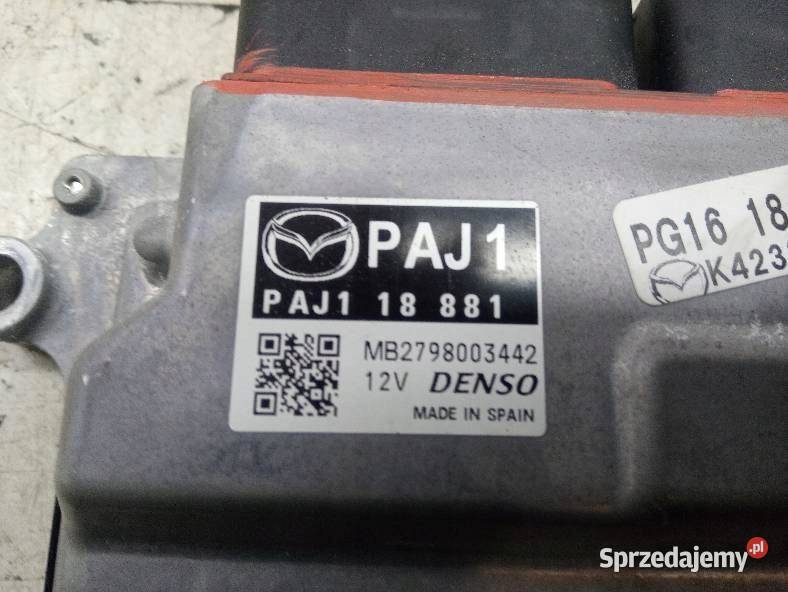 PAJ1
PAJ1 18 881
MB2798003442
12V DENSO
MADE IN SPAIN
PG16 18
K423
Sprzedajemy.pl